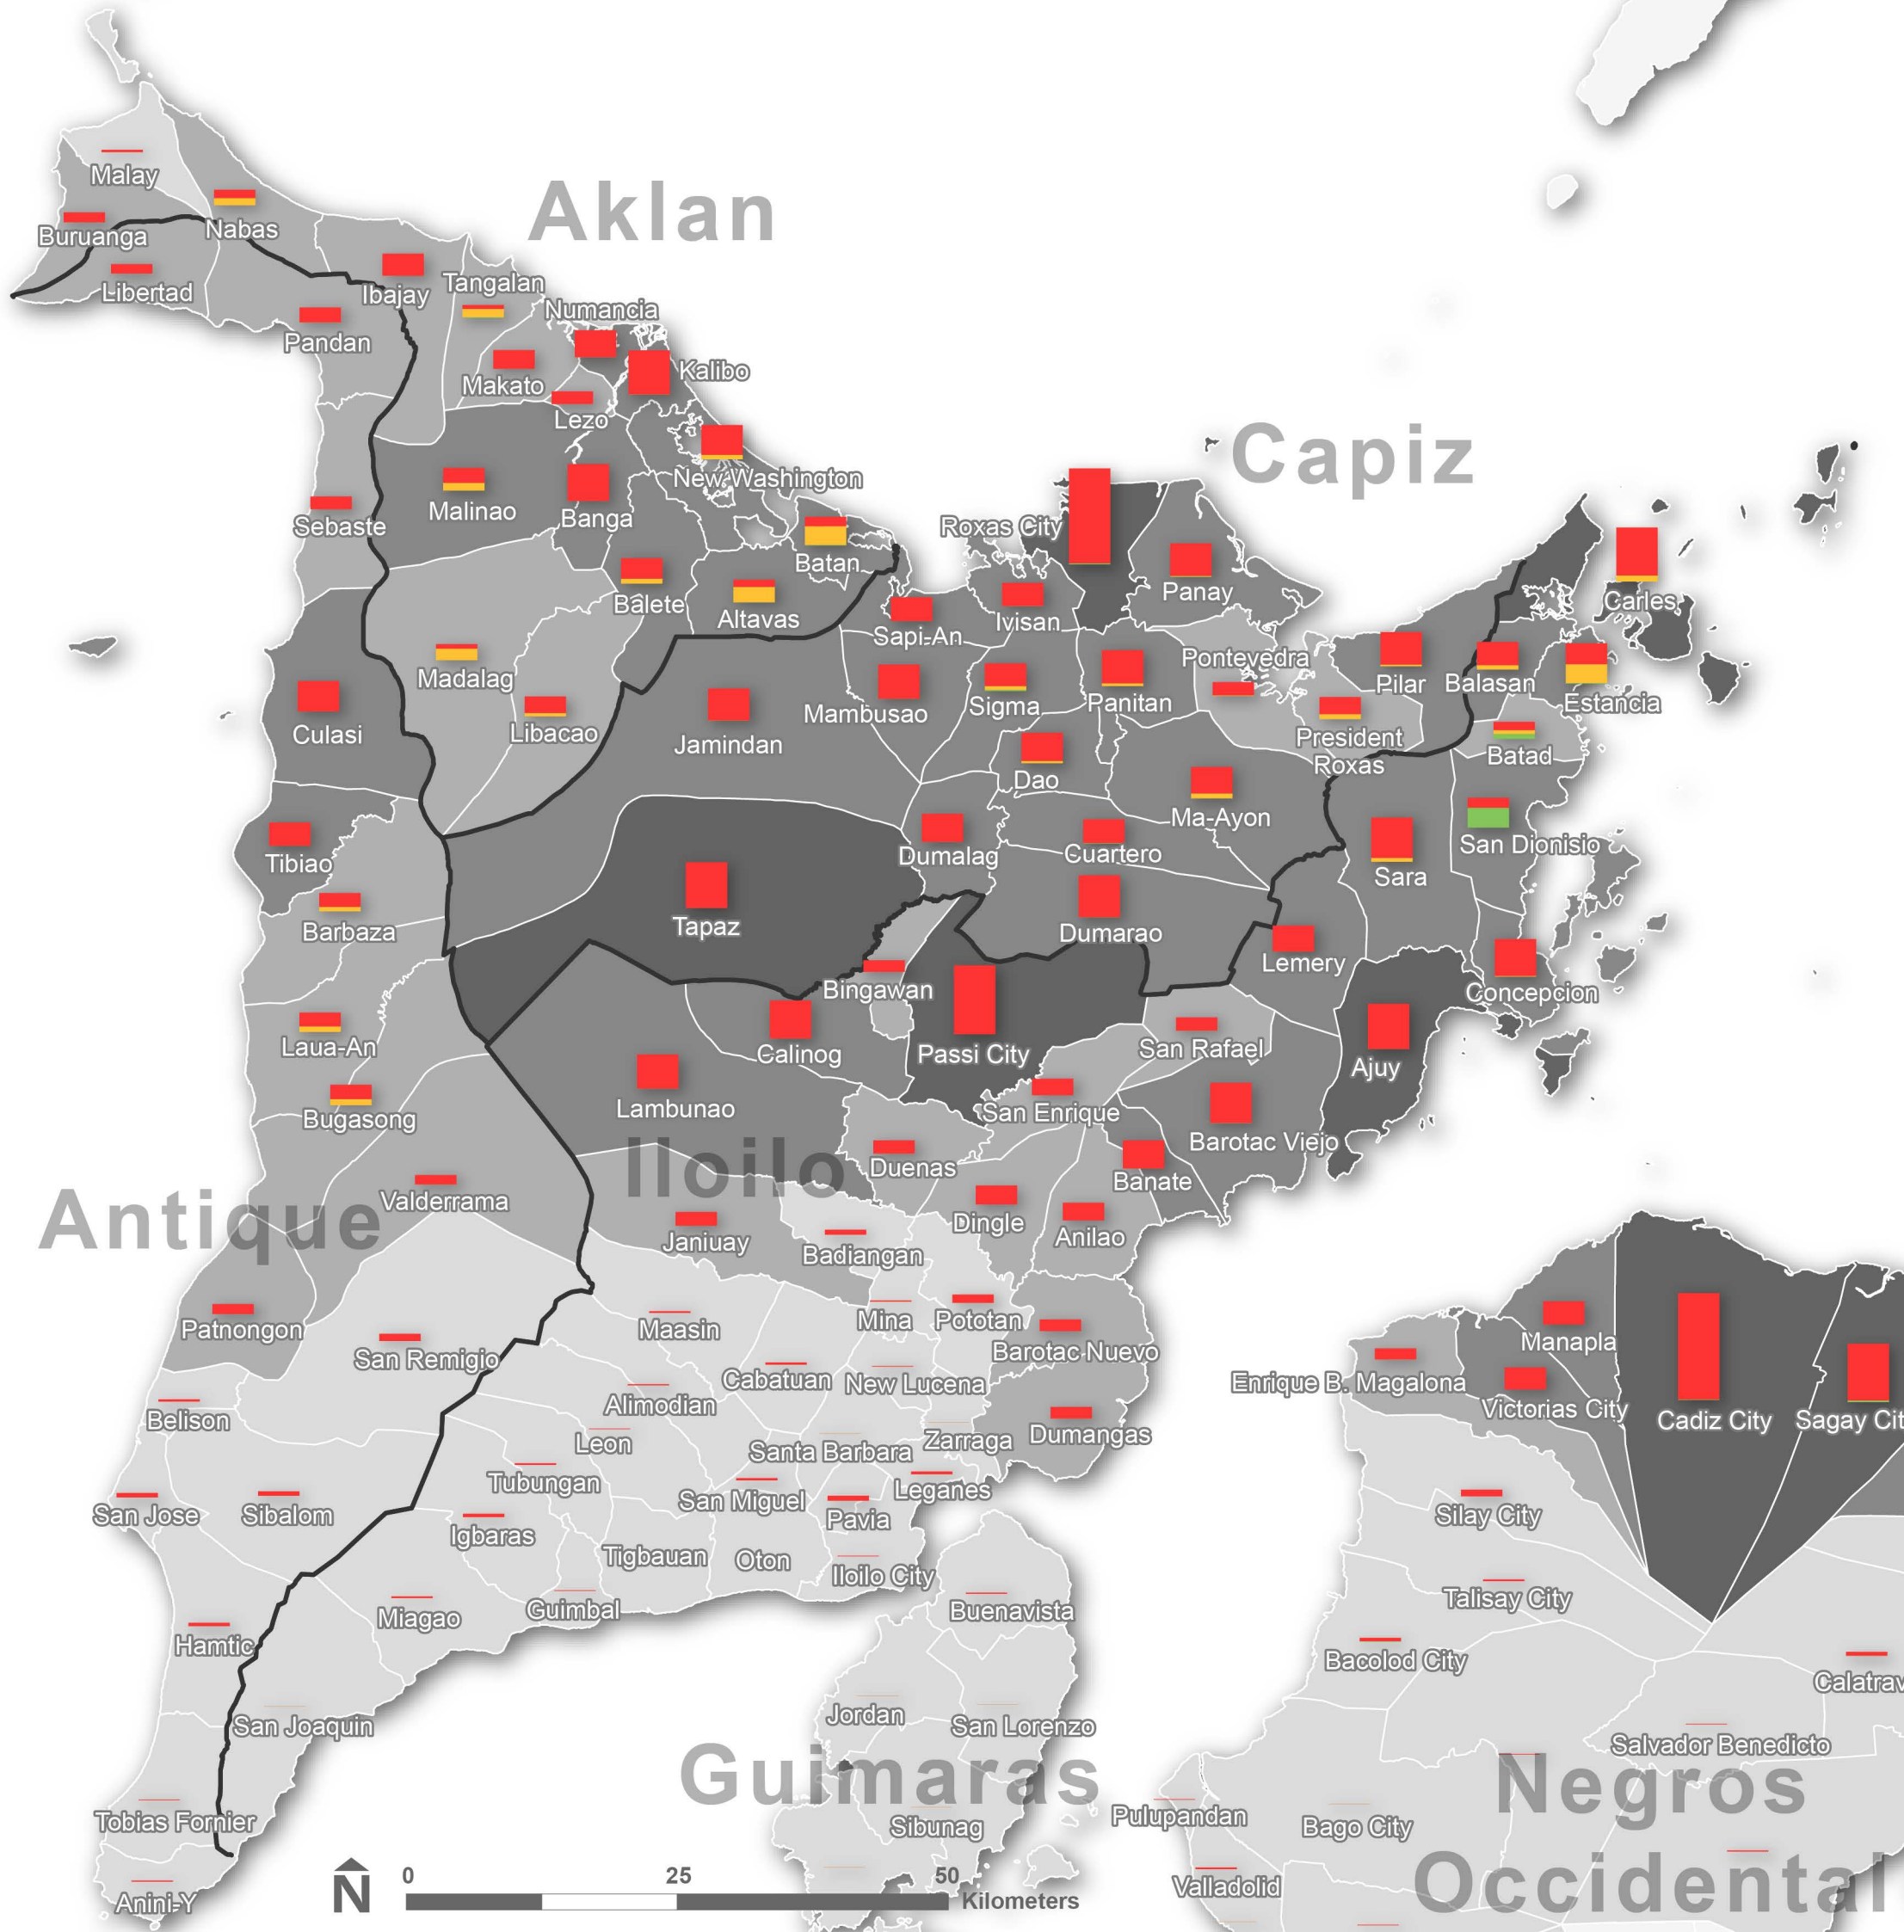 Malay
Buruanga
Nabas
Aklan
Libertad
Ibajay
Tangalan
Pandan
Numancia
Makato
Kalibo
Lezo
Capiz
New Washington
Malinao
Banga
Sebaste
Roxas City
Batan
Balete
Altavas
Panay
Carles
Sapi-An
Ivisan
Madalag
Pontevedra
Pilar
Balasan
Estancia
Culasi
Libacao
Jamindan
Mambusao
Sigma
Panitan
President
Roxas
Batad
Dao
Ma-Ayon
Tibiao
Dumalag
Cuartero
San Dionisio
Sara
Barbaza
Tapaz
Dumarao
Lemery
Bingawan
Concepcion
Laua-An
Calinog
Passi City
San Rafael
Ajuy
Bugasong
Lambunao
San Enrique
Barotac Viejo
Iloilo
Duenas
Banate
Antique
Valderrama
Janiuay
Badiangan
Dingle
Anilao
Patnongon
Maasin
Mina
Pototan
San Remigio
Barotac Nuevo
Manapla
Cabatuan
New Lucena
Enrique B. Magalona
Victorias City
Cadiz City
Sagay Cit
Belison
Alimodian
Leon
Santa Barbara
Zarraga
Dumangas
Tubungan
San Miguel
Leganes
San Jose
Sibalom
Igbaras
Pavia
Silay City
Tigbauan
Oton
Iloilo City
Miagao
Guimbal
Buenavista
Talisay City
Hamtic
Bacolod City
Calatrav
San Joaquin
Jordan
San Lorenzo
Salvador Benedicto
Guimaras
Negros
Occidental
Tobias Fornier
Sibunag
Pulupandan
Bago City
Valladolid
Anini-Y
N
0 25 50
Kilometers